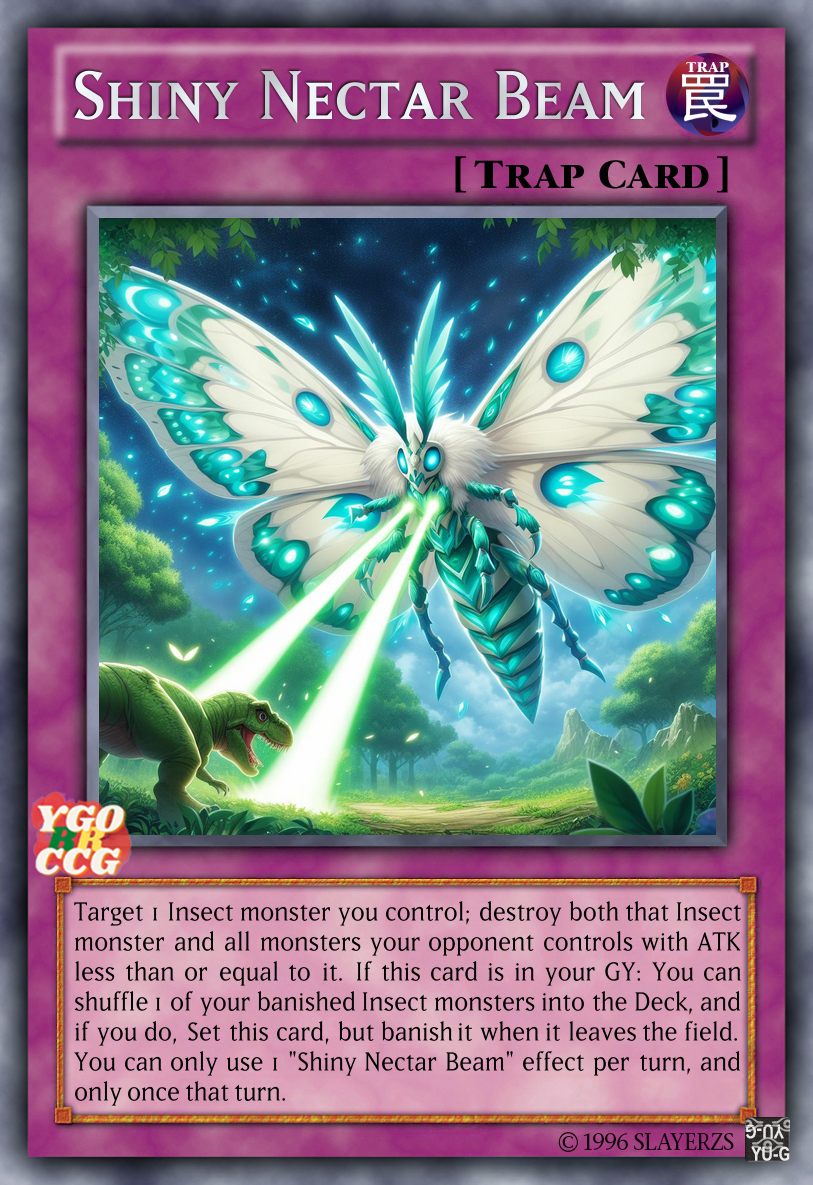 Shiny Nectar Beam
TRAP
罠
[Trap Card]
YGO
RR
CCG
Target 1 Insect monster you control; destroy both that Insect
monster and all monsters your opponent controls with ATK
less than or equal to it. If this card is in your GY: You can
shuffle 1 of your banished Insect monsters into the Deck, and
if you do, Set this card, but banish it when it leaves the field.
You can only use 1 "Shiny Nectar Beam" effect per turn, and
only once that turn.
© 1996 SLAYERZS
YU-G